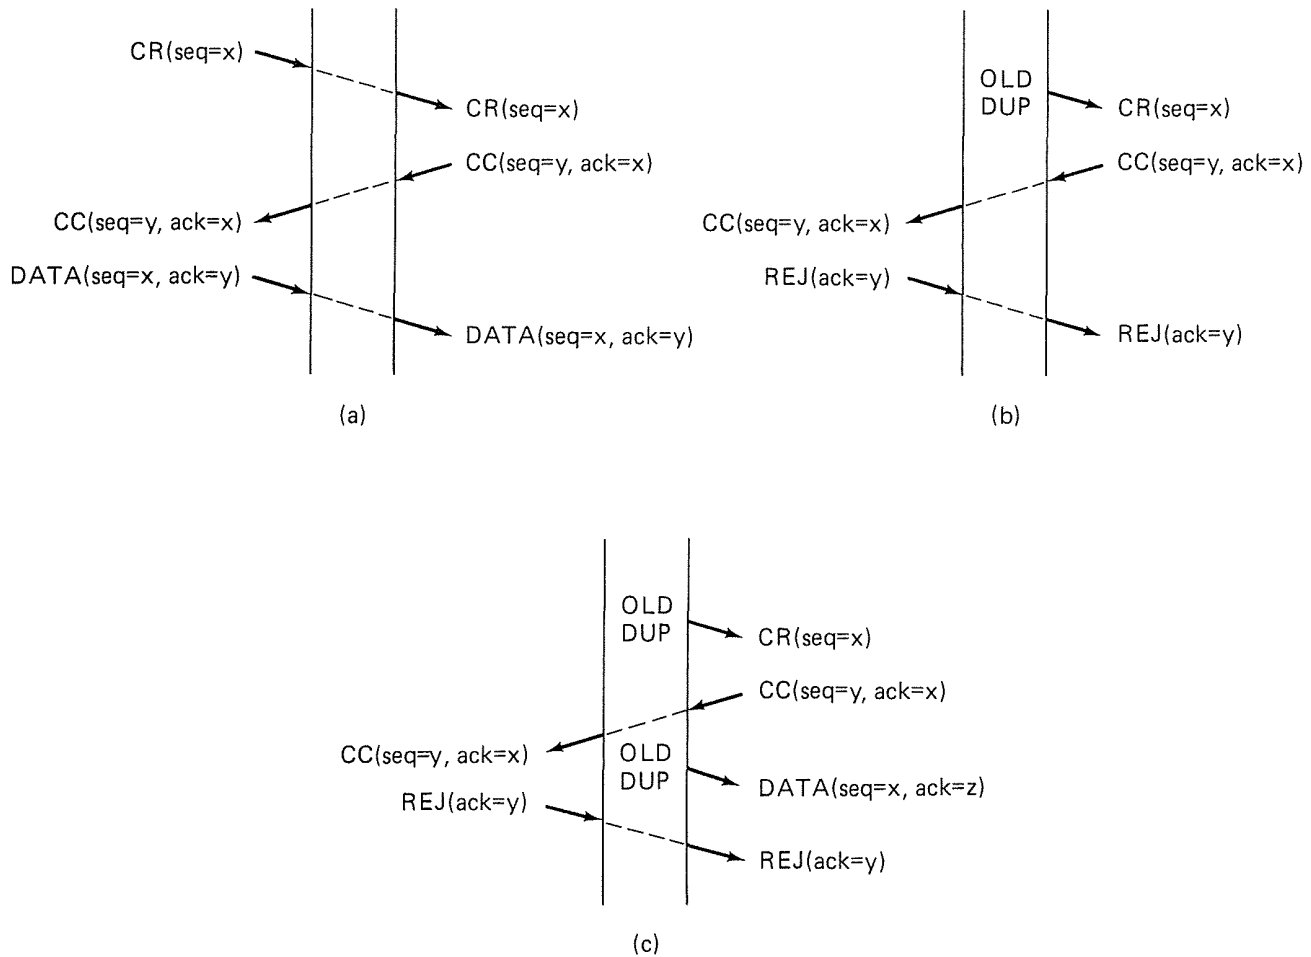 CR(seq=x)
CR(seq=x)
CC(seq=y, ack=x)
CC(seq=y, ack=x)
DATA(seq=x, ack=y)
DATA(seq=x, ack=y)
(a)
OLD
DUP
CR(seq=x)
CC(seq=y, ack=x)
CC(seq=y, ack=x)
REJ(ack=y)
REJ(ack=y)
(b)
OLD
DUP
CR(seq=x)
CC(seq=y, ack=x)
CC(seq=y, ack=x)
OLD
DUP
DATA(seq=x, ack=z)
REJ(ack=y)
REJ(ack=y)
(c)